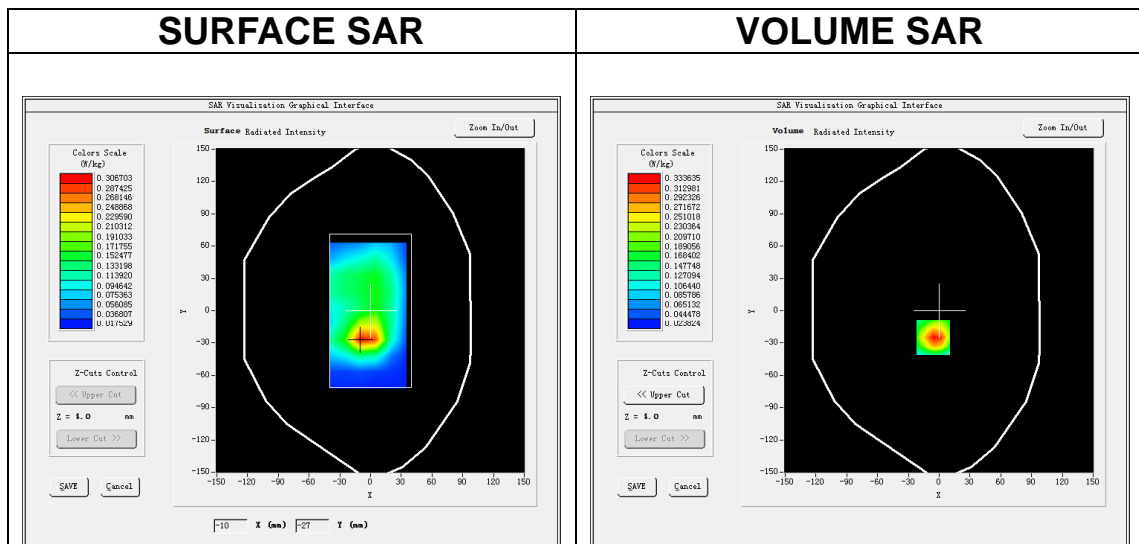 SURFACE SAR
VOLUME SAR
SAR Visualisation Graphical Interface
Surface Radiated Intensity
Zoom In/Out
Colors Scale
(W/kg)
0.306703
0.287425
0.268146
0.248868
0.229590
0.210312
0.191033
0.171755
0.152477
0.133198
0.113920
0.094642
0.075363
0.056085
0.036807
0.017529
150
120
90
60
30
0
-30
-60
-90
-120
-150
Y
-150 -120 -90 -60 -30 0 30 60 90 120 150
X
Z-Cuts Control
<< Upper Cut
Z = 4.0 mm
Lower Cut >>
SAVE Cancel
-10 X (mm) -27 Y (mm)
SAR Visualisation Graphical Interface
Volume Radiated Intensity
Zoom In/Out
Colors Scale
(W/kg)
0.333635
0.312981
0.292326
0.271672
0.251018
0.230364
0.209710
0.189056
0.168402
0.147748
0.127094
0.106440
0.085786
0.065132
0.044478
0.023824
150
120
90
60
30
0
-30
-60
-90
-120
-150
Y
-150 -120 -90 -60 -30 0 30 60 90 120 150
X
Z-Cuts Control
<< Upper Cut
Z = 4.0 mm
Lower Cut >>
SAVE Cancel